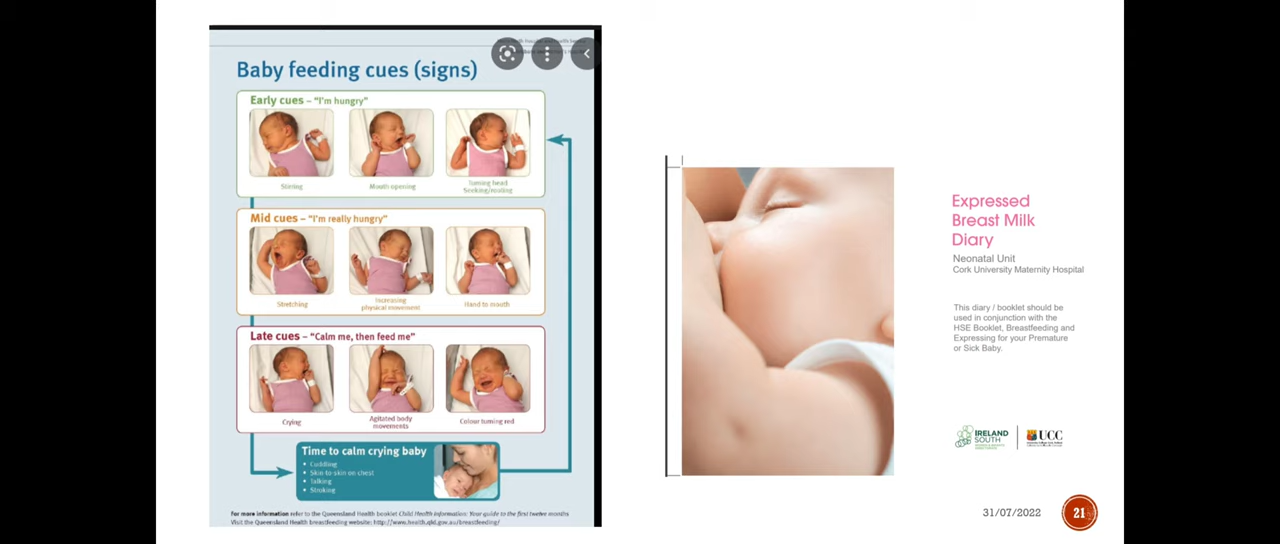 Baby feeding cues (signs)
Early cues – "I'm hungry"
Stirring
Mouth opening
Turning head
Seeking/rooting
Mid cues – "I'm really hungry"
Stretching
Increasing
physical movement
Hand to mouth
Late cues – "Calm me, then feed me"
Crying
Agitated body
movements
Colour turning red
Time to calm crying baby
• Cuddling
• Skin-to-skin on chest
• Talking
• Stroking
For more information refer to the Queensland Health booklet Child Health Information: Your guide to the first twelve months
Visit the Queensland Health breastfeeding website: http://www.health.qld.gov.au/breastfeeding/
Expressed
Breast Milk
Diary
Neonatal Unit
Cork University Maternity Hospital
This diary / booklet should be
used in conjunction with the
HSE Booklet, Breastfeeding and
Expressing for your Premature
or Sick Baby.
IRELAND
SOUTH
UCC
31/07/2022
21